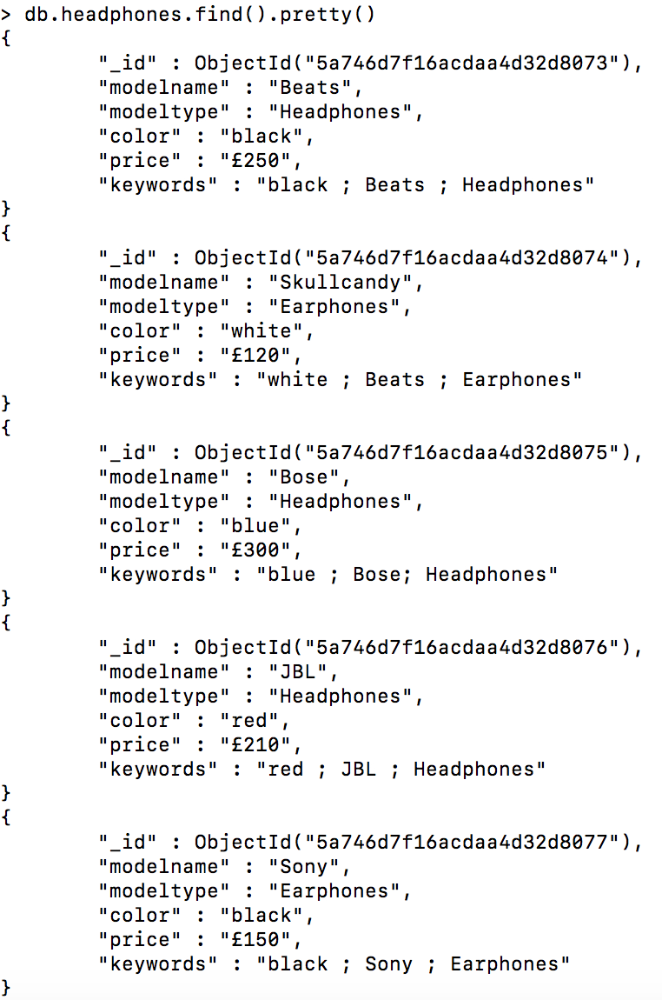 > db.headphones.find().pretty()
{
"_id" : ObjectId("5a746d7f16acdaa4d32d8073"),
"modelname" : "Beats",
"modeltype" : "Headphones",
"color" : "black",
"price" : "£250",
"keywords" : "black ; Beats ; Headphones"
}
{
"_id" : ObjectId("5a746d7f16acdaa4d32d8074"),
"modelname" : "Skullcandy",
"modeltype" : "Earphones",
"color" : "white",
"price" : "£120",
"keywords" : "white ; Beats ; Earphones"
}
{
"_id" : ObjectId("5a746d7f16acdaa4d32d8075"),
"modelname" : "Bose",
"modeltype" : "Headphones",
"color" : "blue",
"price" : "£300",
"keywords" : "blue ; Bose; Headphones"
}
{
"_id" : ObjectId("5a746d7f16acdaa4d32d8076"),
"modelname" : "JBL",
"modeltype" : "Headphones",
"color" : "red",
"price" : "£210",
"keywords" : "red ; JBL ; Headphones"
}
{
"_id" : ObjectId("5a746d7f16acdaa4d32d8077"),
"modelname" : "Sony",
"modeltype" : "Earphones",
"color" : "black",
"price" : "£150",
"keywords" : "black ; Sony ; Earphones"
}